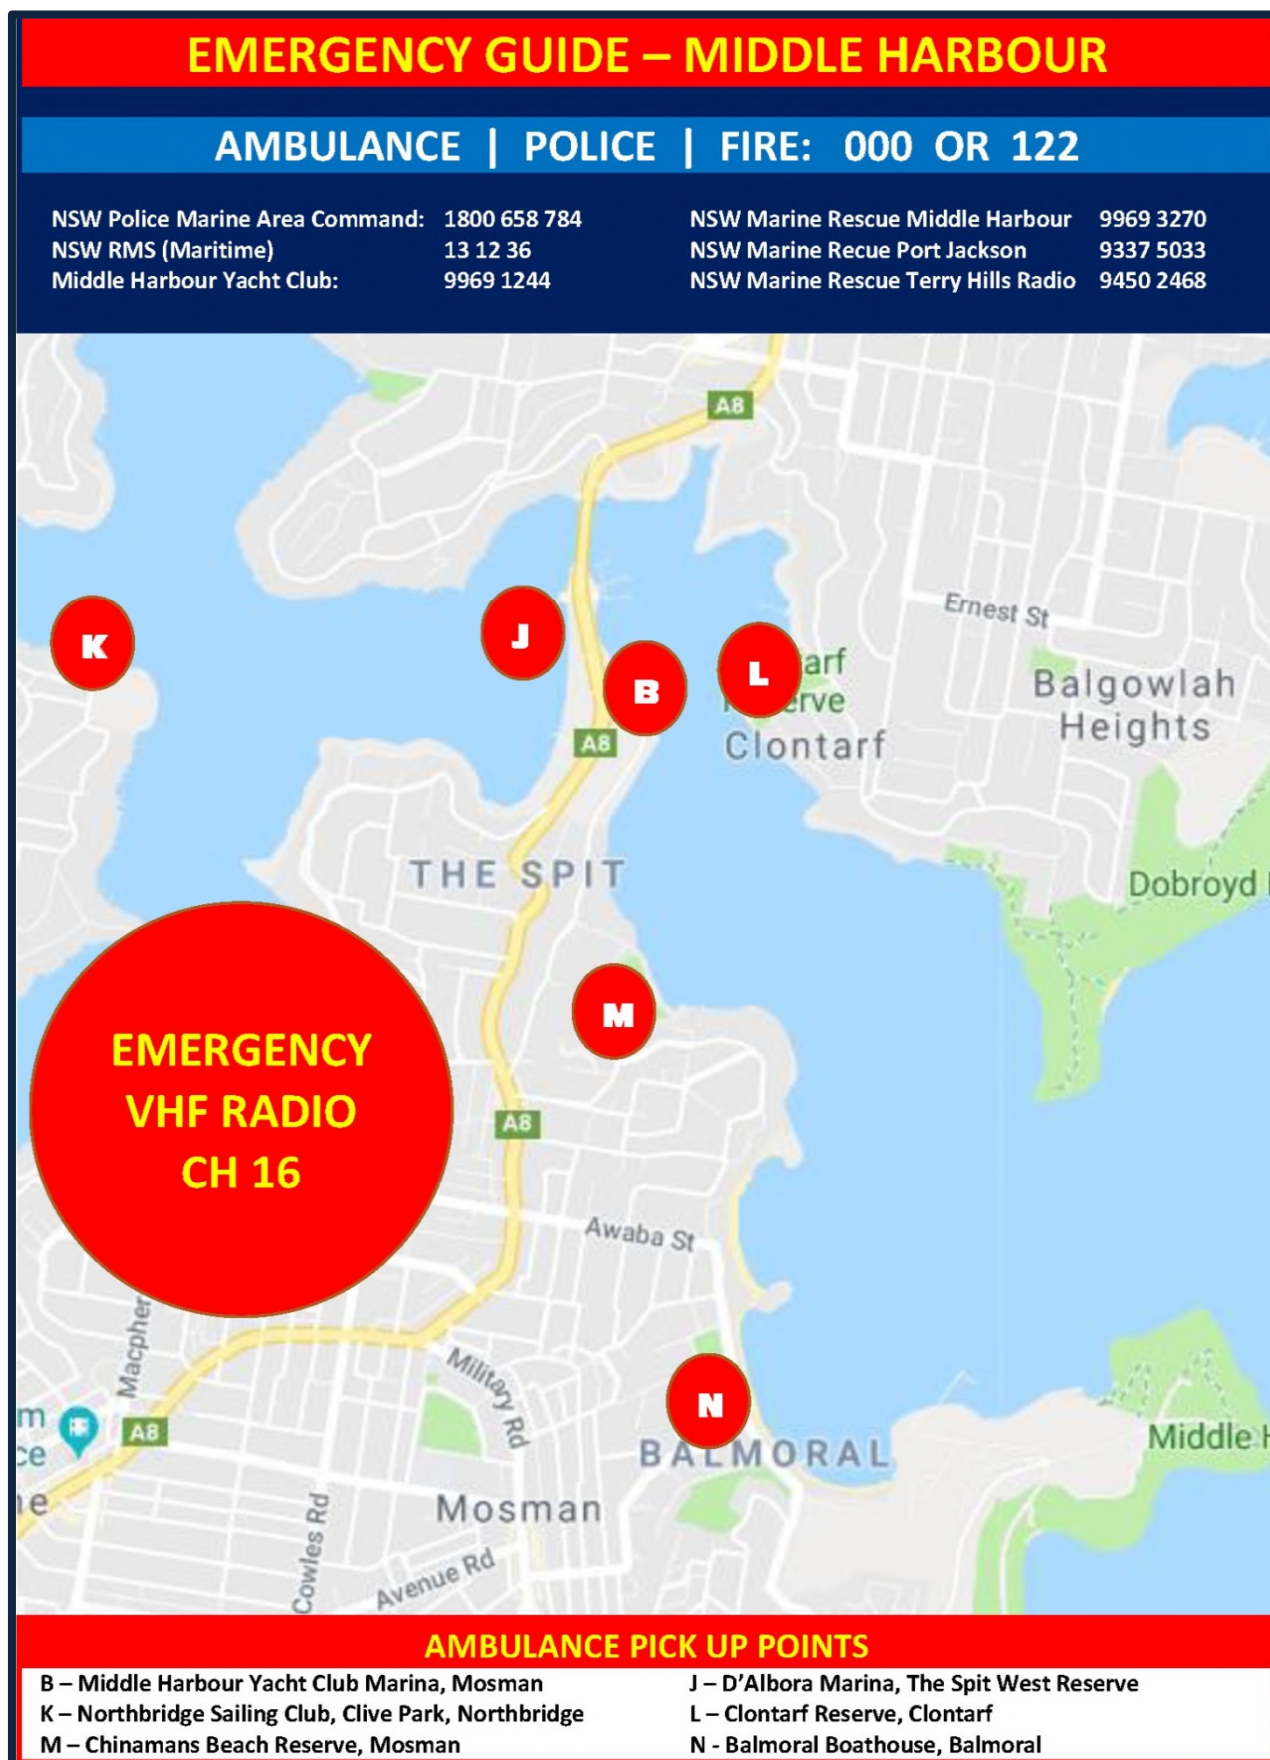 EMERGENCY GUIDE – MIDDLE HARBOUR
AMBULANCE | POLICE | FIRE: 000 OR 122
NSW Police Marine Area Command: 1800 658 784
NSW RMS (Maritime) 13 12 36
Middle Harbour Yacht Club: 9969 1244
NSW Marine Rescue Middle Harbour 9969 3270
NSW Marine Recue Port Jackson 9337 5033
NSW Marine Rescue Terry Hills Radio 9450 2468
A8
Ernest St
K
J
B
L
arf
erve
Clontarf
Balgowlah
Heights
A8
THE SPIT
Dobroyd
M
EMERGENCY
VHF RADIO
CH 16
A8
Awaba St
Macpher
Military Rd
N
m
ce
A8
BALMORAL
Middle H
ne
Mosman
Cowles Rd
Avenue Rd
AMBULANCE PICK UP POINTS
B – Middle Harbour Yacht Club Marina, Mosman
K – Northbridge Sailing Club, Clive Park, Northbridge
M – Chinamans Beach Reserve, Mosman
J – D'Albora Marina, The Spit West Reserve
L – Clontarf Reserve, Clontarf
N - Balmoral Boathouse, Balmoral